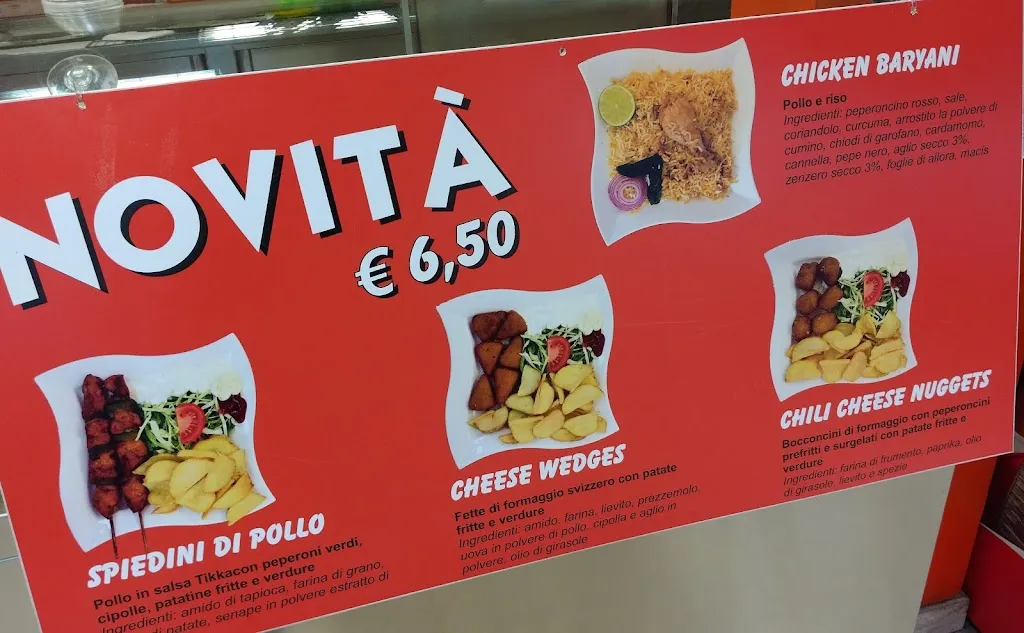 NOVITÀ
€ 6,50
CHICKEN BARYANI
Pollo e riso
Ingredienti: peperoncino rosso, sale,
coriandolo, curcuma, arrostito la polvere di
cumino, chiodi di garofano, cardamomo,
cannella, pepe nero, aglio secco 3%,
zenzero secco 3%, foglie di allora, macis
SPIEDINI DI POLLO
Pollo in salsa Tikkacon peperoni verdi,
cipolle, patatine fritte e verdure
Ingredienti: amido di tapioca, farina di grano,
di patate, senape in polvere estratto di
CHEESE WEDGES
Fette di formaggio svizzero con patate
fritte e verdure
Ingredienti: amido, farina, lievito, prezzemolo,
uova in polvere di pollo, cipolla e aglio in
polvere, olio di girasole
CHILI CHEESE NUGGETS
Bocconcini di formaggio con peperoncini
prefritti e surgelati con patate fritte e
verdure
Ingredienti: farina di frumento, paprika, olio
di girasole, lievito e spezie